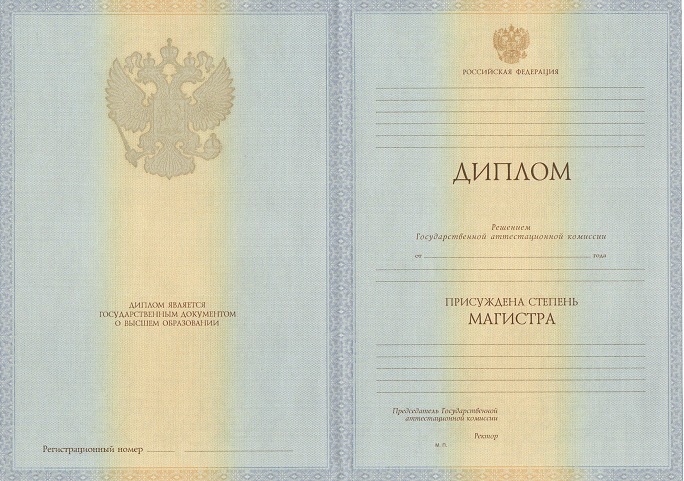 ДИПЛОМ ЯВЛЯЕТСЯ
ГОСУДАРСТВЕННЫМ ДОКУМЕНТОМ
О ВЫСШЕМ ОБРАЗОВАНИИ
Регистрационный номер
РОССИЙСКАЯ ФЕДЕРАЦИЯ
ДИПЛОМ
Решением
Государственной аттестационной комиссии
от года
ПРИСУЖДЕНА СТЕПЕНЬ
МАГИСТРА
Председатель Государственной
аттестационной комиссии
Ректор
М. П.